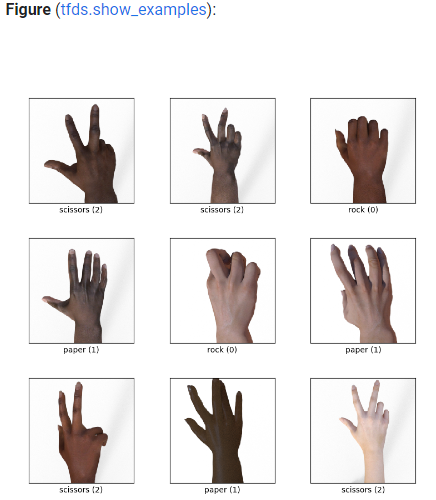 Figure (tfds.show_examples):
scissors (2)
scissors (2)
rock (0)
paper (1)
rock (0)
paper (1)
scissors (2)
paper (1)
scissors (2)